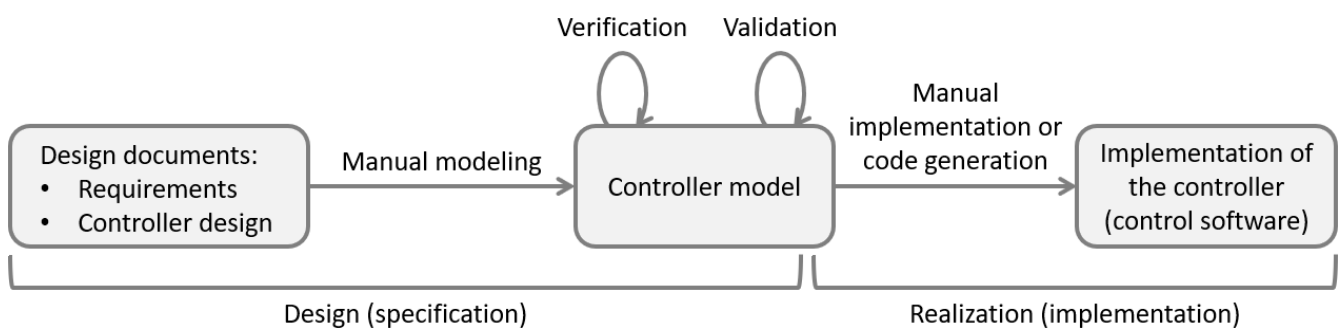 Verification
Validation
Design documents:
• Requirements
• Controller design
Manual modeling
Controller model
Manual
implementation or
code generation
Implementation of
the controller
(control software)
Design (specification)
Realization (implementation)